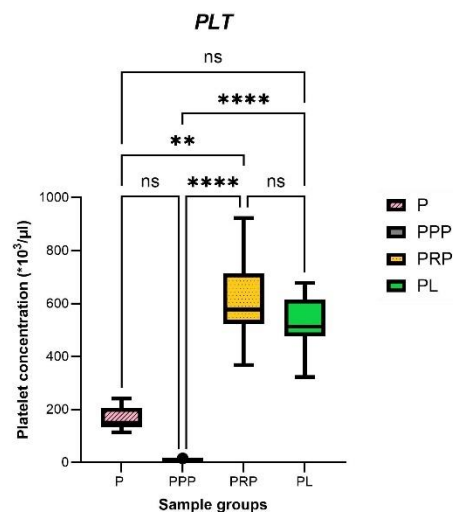 PLT
ns
****
**
ns
****
ns
1000
800
600
400
200
0
Platelet concentration (*10³/µl)
P
PPP
PRP
PL
Sample groups
P
PPP
PRP
PL